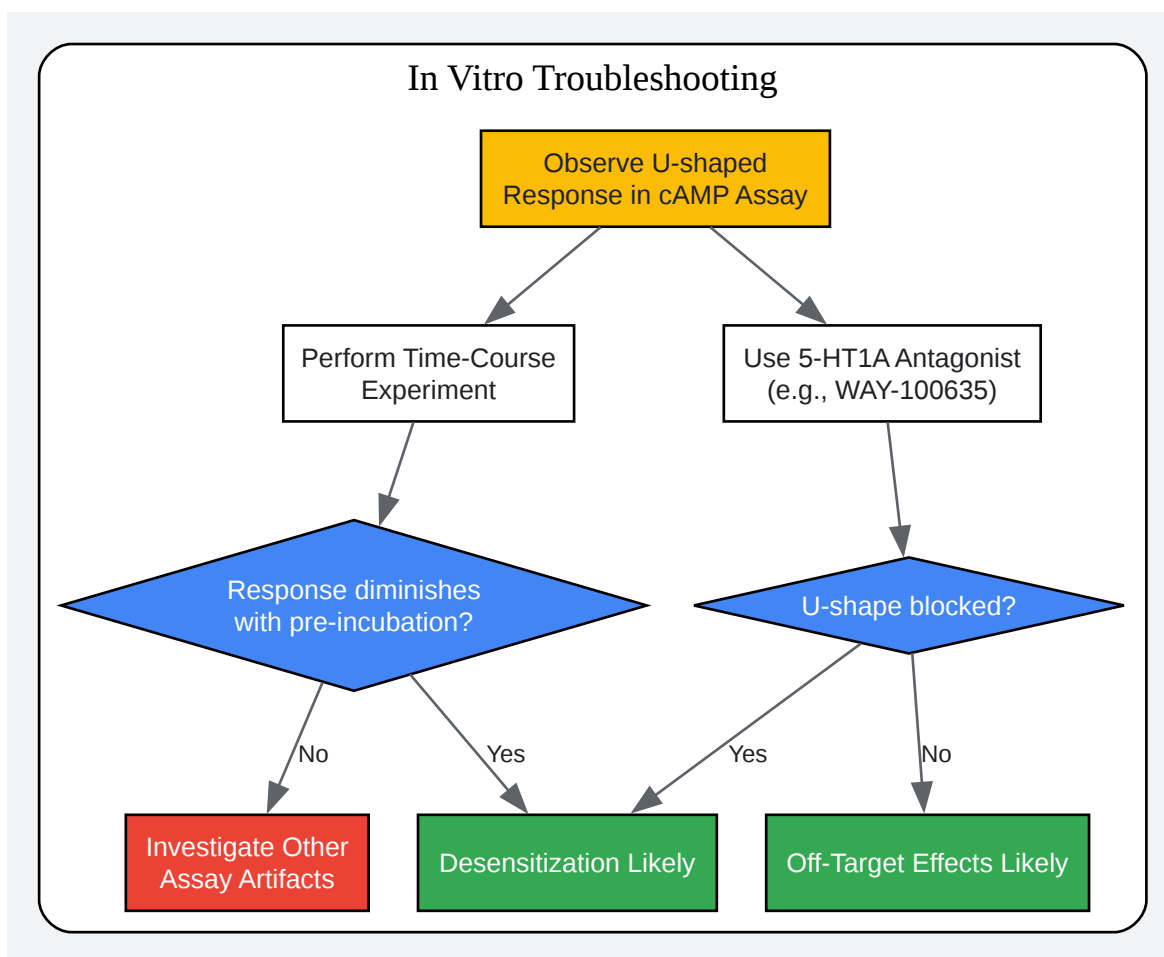 In Vitro Troubleshooting
Observe U-shaped
Response in cAMP Assay
Perform Time-Course
Experiment
Use 5-HT1A Antagonist
(e.g., WAY-100635)
Response diminishes
with pre-incubation?
U-shape blocked?
No
Yes
Yes
No
Investigate Other
Assay Artifacts
Desensitization Likely
Off-Target Effects Likely